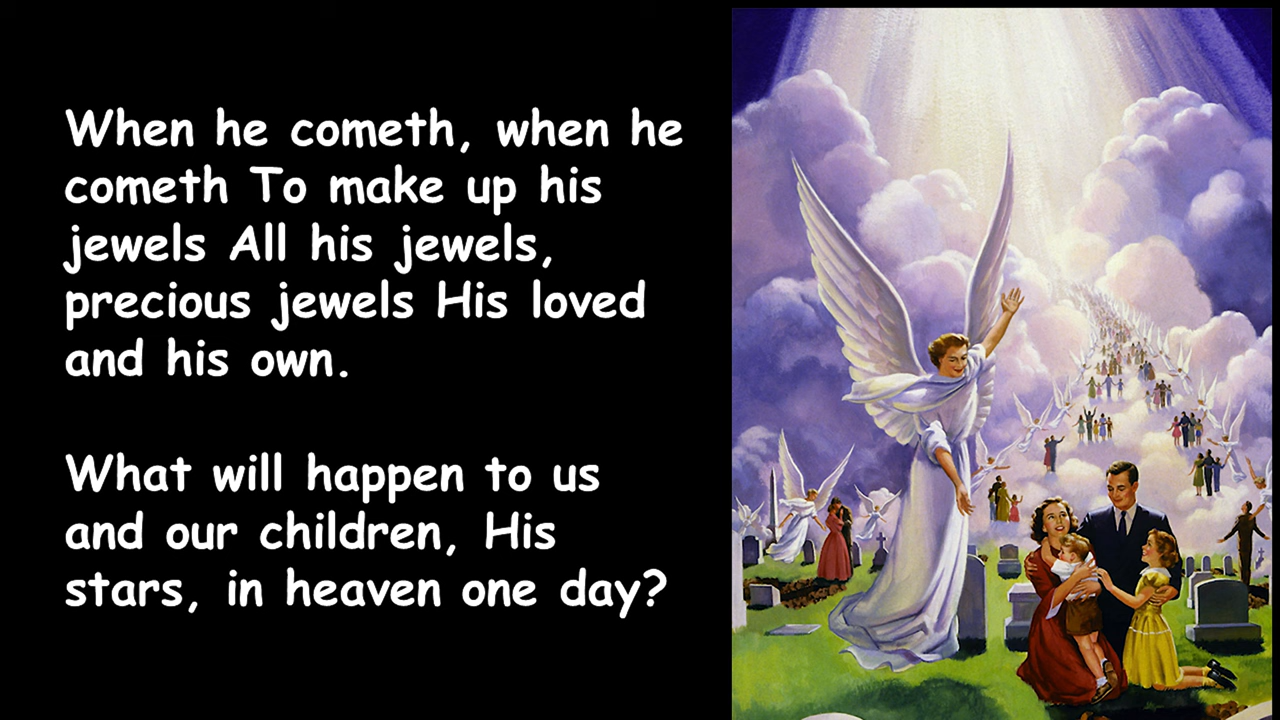 When he cometh, when he
cometh To make up his
jewels All his jewels,
precious jewels His loved
and his own.
What will happen to us
and our children, His
stars, in heaven one day?